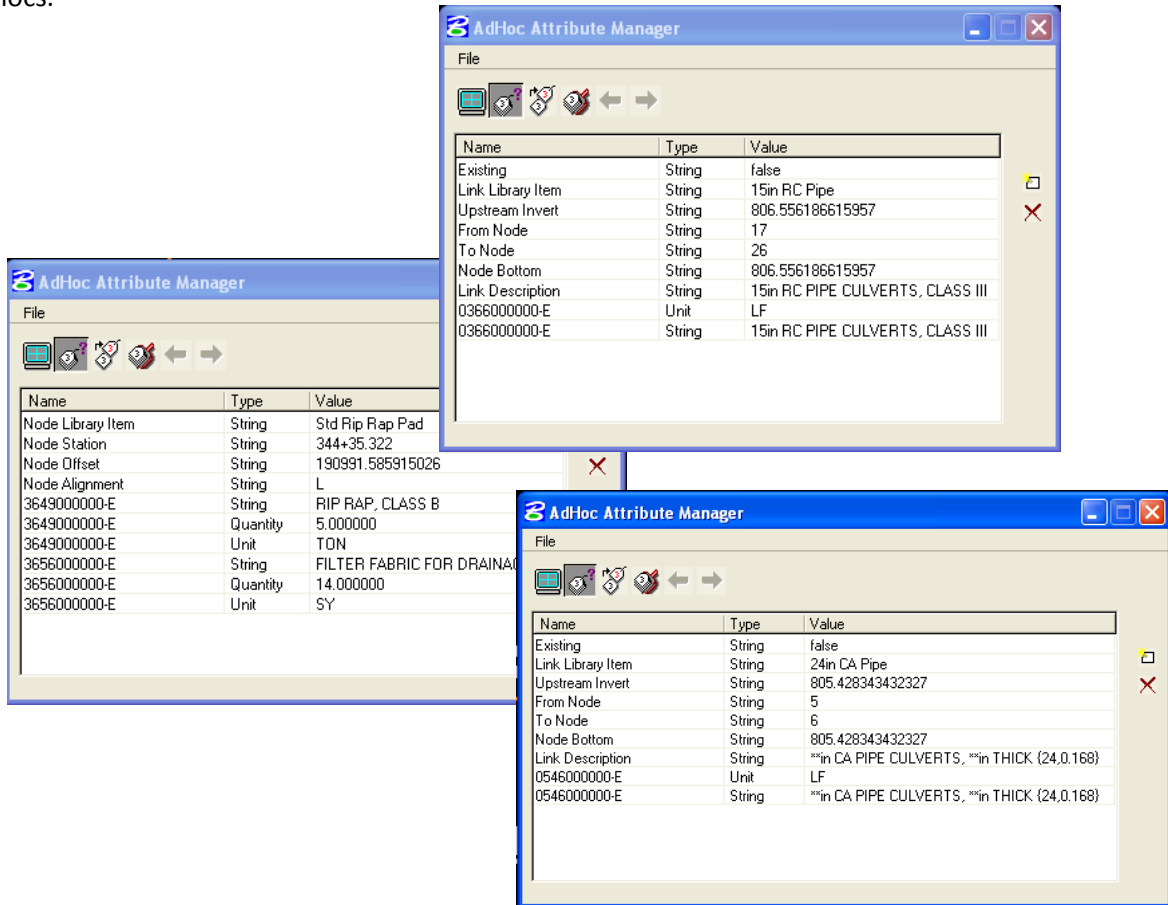 AdHoc Attribute Manager
File
Name Type Value
Existing String false
Link Library Item String 15in RC Pipe
Upstream Invert String 806.556186615957
From Node String 17
To Node String 26
Node Bottom String 806.556186615957
Link Description String 15in RC PIPE CULVERTS, CLASS III
0366000000-E Unit LF
0366000000-E String 15in RC PIPE CULVERTS, CLASS III
AdHoc Attribute Manager
File
Name Type Value
Node Library Item String Std Rip Rap Pad
Node Station String 344+35.322
Node Offset String 190991.585915026
Node Alignment String L
3649000000-E String RIP RAP, CLASS B
3649000000-E Quantity 5.000000
3649000000-E Unit TON
3656000000-E String FILTER FABRIC FOR
3656000000-E Quantity 14.000000
3656000000-E Unit SY
AdHoc Attribute Manager
File
Name Type Value
Existing String false
Link Library Item String 24in CA Pipe
Upstream Invert String 805.428343432327
From Node String 5
To Node String 6
Node Bottom String 805.428343432327
Link Description String **in CA PIPE CULVERTS, **in THICK {24,0.168}
0546000000-E Unit LF
0546000000-E String **in CA PIPE CULVERTS, **in THICK {24,0.168}